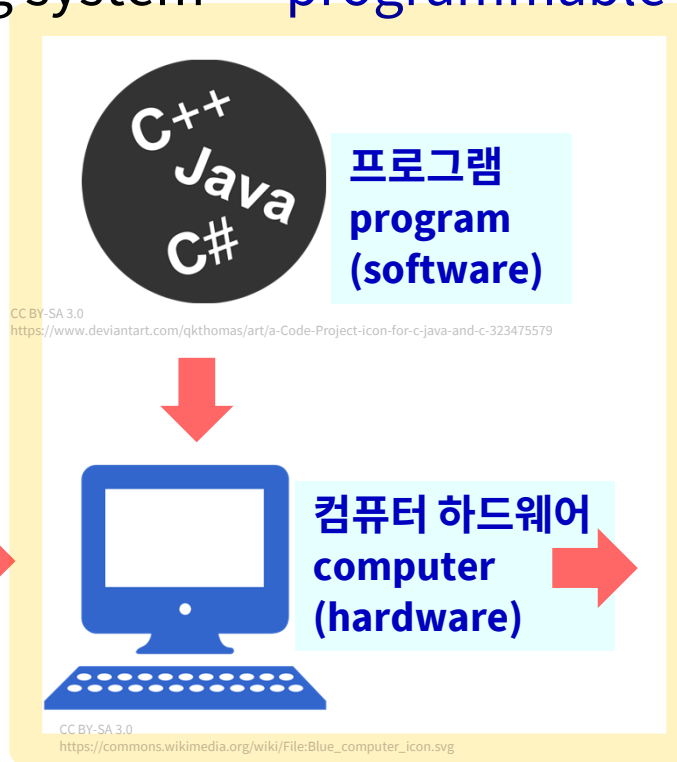 g system
programmable
C++
Java
C#
프로그램
program
(software)
CC BY-SA 3.0
https://www.deviantart.com/qkthomas/art/a-Code-Project-icon-for-c-java-and-c-323475579
컴퓨터 하드웨어
computer
(hardware)
CC BY-SA 3.0
https://commons.wikimedia.org/wiki/File:Blue_computer_icon.svg